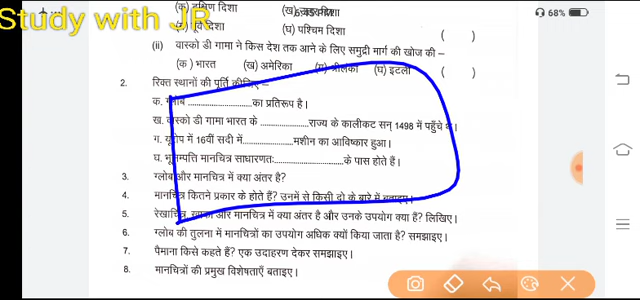 (क) दक्षिण दिशा (ख) दिशा
68%
Study with JR
(ग) पूर्व दिशा (घ) पश्चिम दिशा ( )
(ii) वास्को डी गामा ने किस देश तक आने के लिए समुद्री मार्ग की खोज की –
(क ) भारत (ख) अमेरिका (ग) श्रीलंका (घ) इटली ( )
2. रिक्त स्थानों की पूर्ति कीजिए –
क. ग्लोब ................का प्रतिरूप है।
ख. वास्को डी गामा भारत के ................राज्य के कालीकट सन् 1498 में पहुँचे थे।
ग. यूरोप में 16वीं सदी में................मशीन का आविष्कार हुआ।
घ. भूसम्पत्ति मानचित्र साधारणतः................के पास होते हैं।
3. ग्लोब और मानचित्र में क्या अंतर है?
4. मानचित्र कितने प्रकार के होते हैं? उनमें से किसी दो के बारे में बताइए।
5. रेखाचित्र, खाका और मानचित्र में क्या अंतर है और उनके उपयोग क्या हैं? लिखिए।
6. ग्लोब की तुलना में मानचित्रों का उपयोग अधिक क्यों किया जाता है? समझाइए।
7. पैमाना किसे कहते हैं? एक उदाहरण देकर समझाइए।
8. मानचित्रों की प्रमुख विशेषताएँ बताइए।